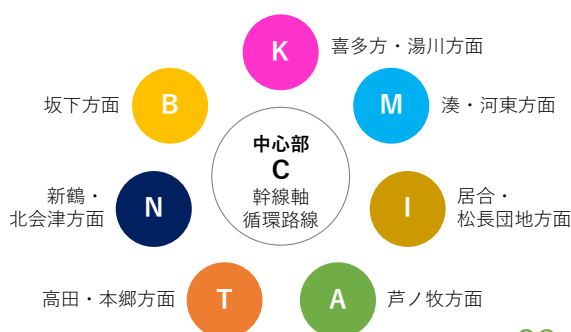 K
喜多方・湯川方面
B
坂下方面
M
湊・河東方面
中心部
C
幹線軸
循環路線
N
新鶴・
北会津方面
I
居合・
松長団地方面
T
高田・本郷方面
A
芦ノ牧方面